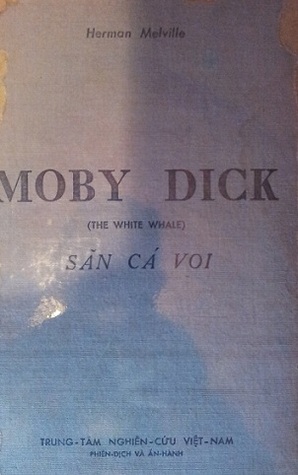 Herman Melville
MOBY DICK
(THE WHITE WHALE)
SĂN CÁ VOI
TRUNG-TÂM NGHIÊN-CỨU VIỆT-NAM
PHIÊN-DỊCH VÀ ẤN-HÀNH